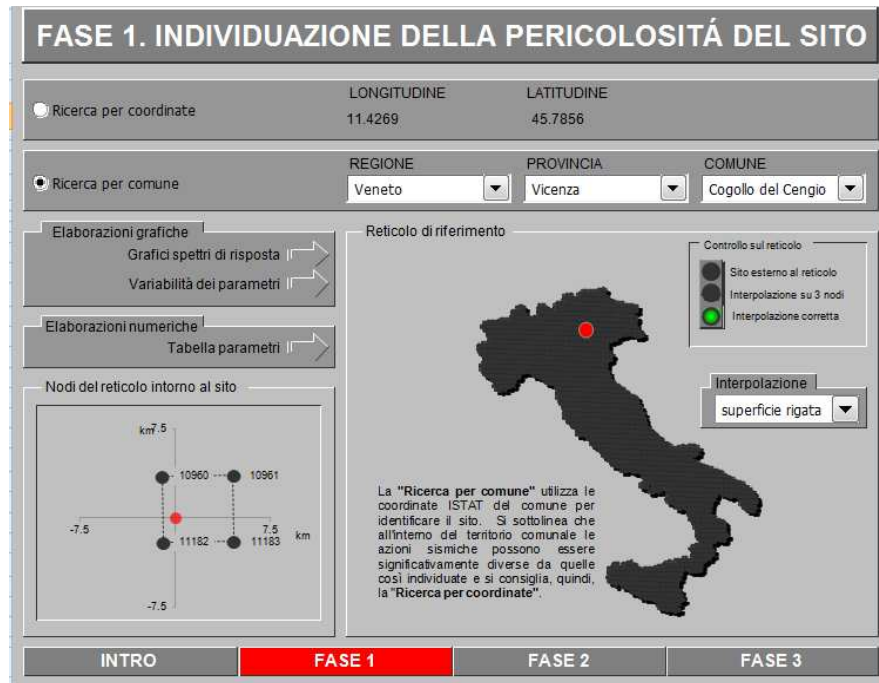 FASE 1. INDIVIDUAZIONE DELLA PERICOLOSITÁ DEL SITO
LONGITUDINE LATITUDINE
Ricerca per coordinate
11.4269 45.7856
REGIONE PROVINCIA COMUNE
Ricerca per comune
Veneto Vicenza Cogollo del Cengio
Elaborazioni grafiche
Grafici spettri di risposta
Variabilità dei parametri
Elaborazioni numeriche
Tabella parametri
Nodi del reticolo intorno al sito
km 7.5
10960 10961
-7.5 7.5 km
11182 11183
-7.5
Reticolo di riferimento
Controllo sul reticolo
Sito esterno al reticolo
Interpolazione su 3 nodi
Interpolazione corretta
Interpolazione
superficie rigata
La "Ricerca per comune" utilizza le
coordinate ISTAT del comune per
identificare il sito. Si sottolinea che
all'interno del territorio comunale le
azioni sismiche possono essere
significativamente diverse da quelle
così individuate e si consiglia, quindi,
la "Ricerca per coordinate".
INTRO FASE 1 FASE 2 FASE 3